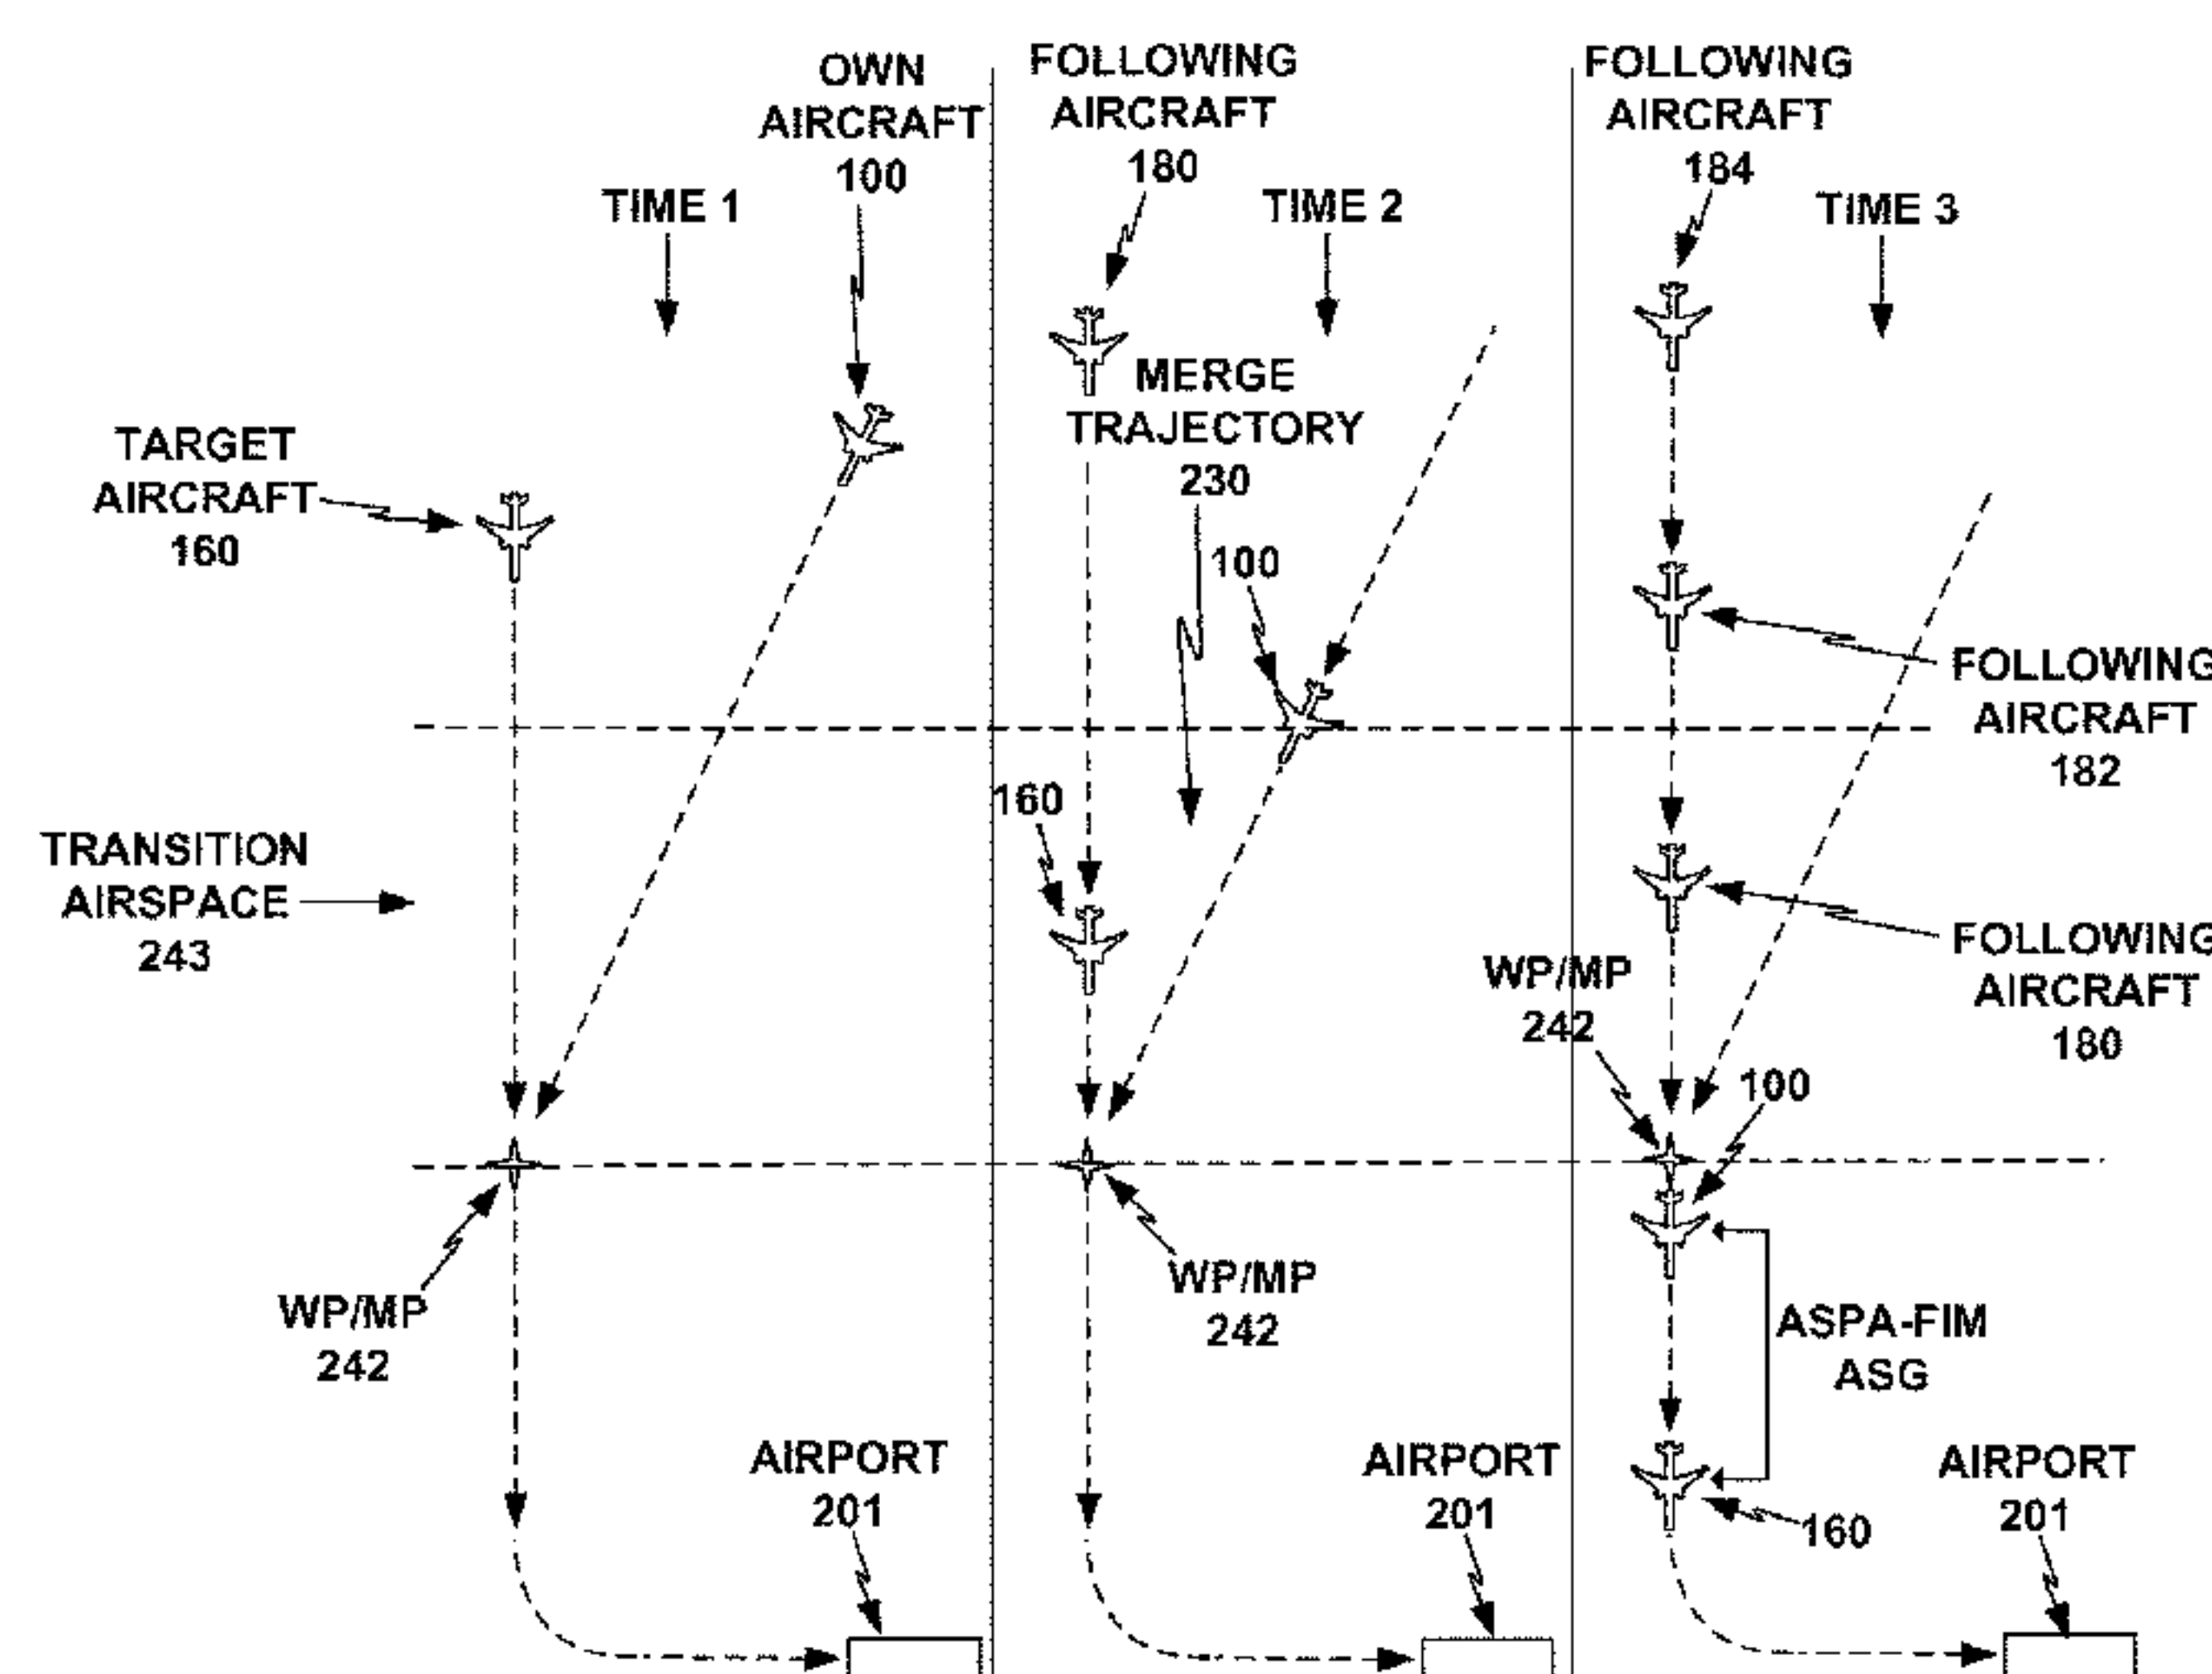 OWN
AIRCRAFT
100
TIME 1
TARGET
AIRCRAFT
160
TRANSITION
AIRSPACE
243
WP/MP
242
AIRPORT
201
FOLLOWING
AIRCRAFT
180
TIME 2
MERGE
TRAJECTORY
230
100
160
WP/MP
242
AIRPORT
201
FOLLOWING
AIRCRAFT
184
TIME 3
FOLLOWING
AIRCRAFT
182
FOLLOWING
AIRCRAFT
180
WP/MP
242
100
ASPA-FIM
ASG
160
AIRPORT
201